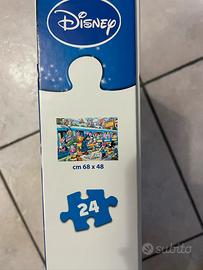 Disney
cm 68 x 48
24
subito